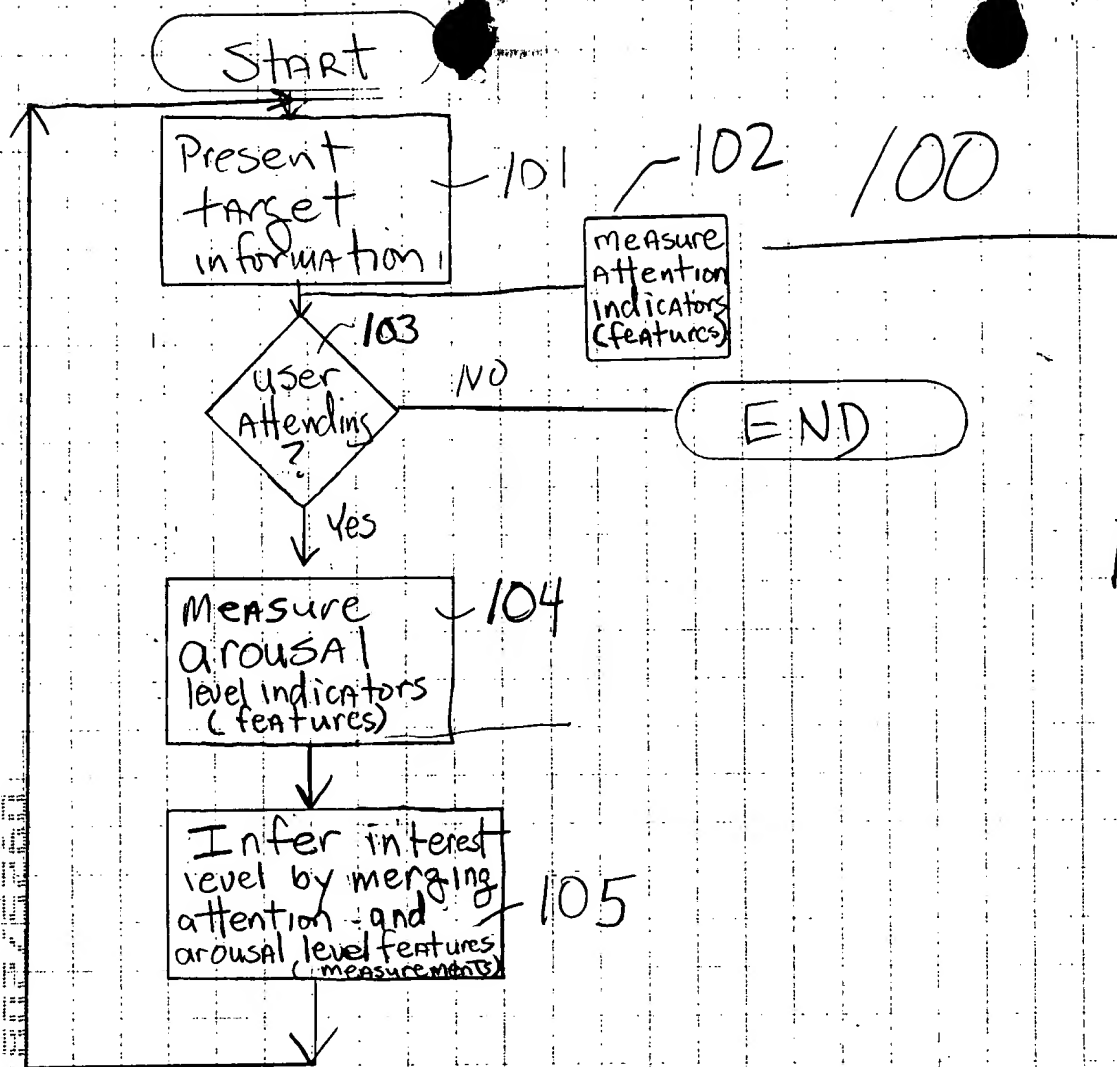 START
Present
target
information
101
102
100
measure
Attention
indicators
(features)
103
user
Attending
?
NO
END
Yes
Measure
arousal
level indicators
(features)
104
Infer interest
level by merging
attention and
arousal level features
(measurements)
105